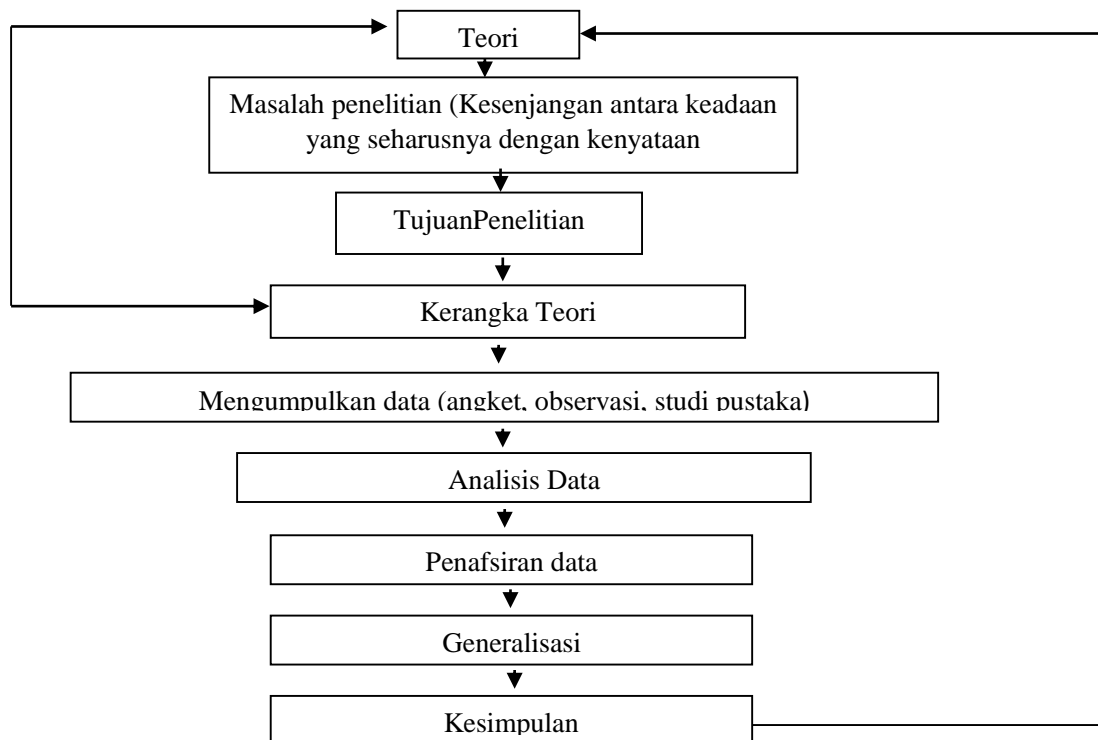 Teori
Masalah penelitian (Kesenjangan antara keadaan
yang seharusnya dengan kenyataan
TujuanPenelitian
Kerangka Teori
Mengumpulkan data (angket, observasi, studi pustaka)
Analisis Data
Penafsiran data
Generalisasi
Kesimpulan